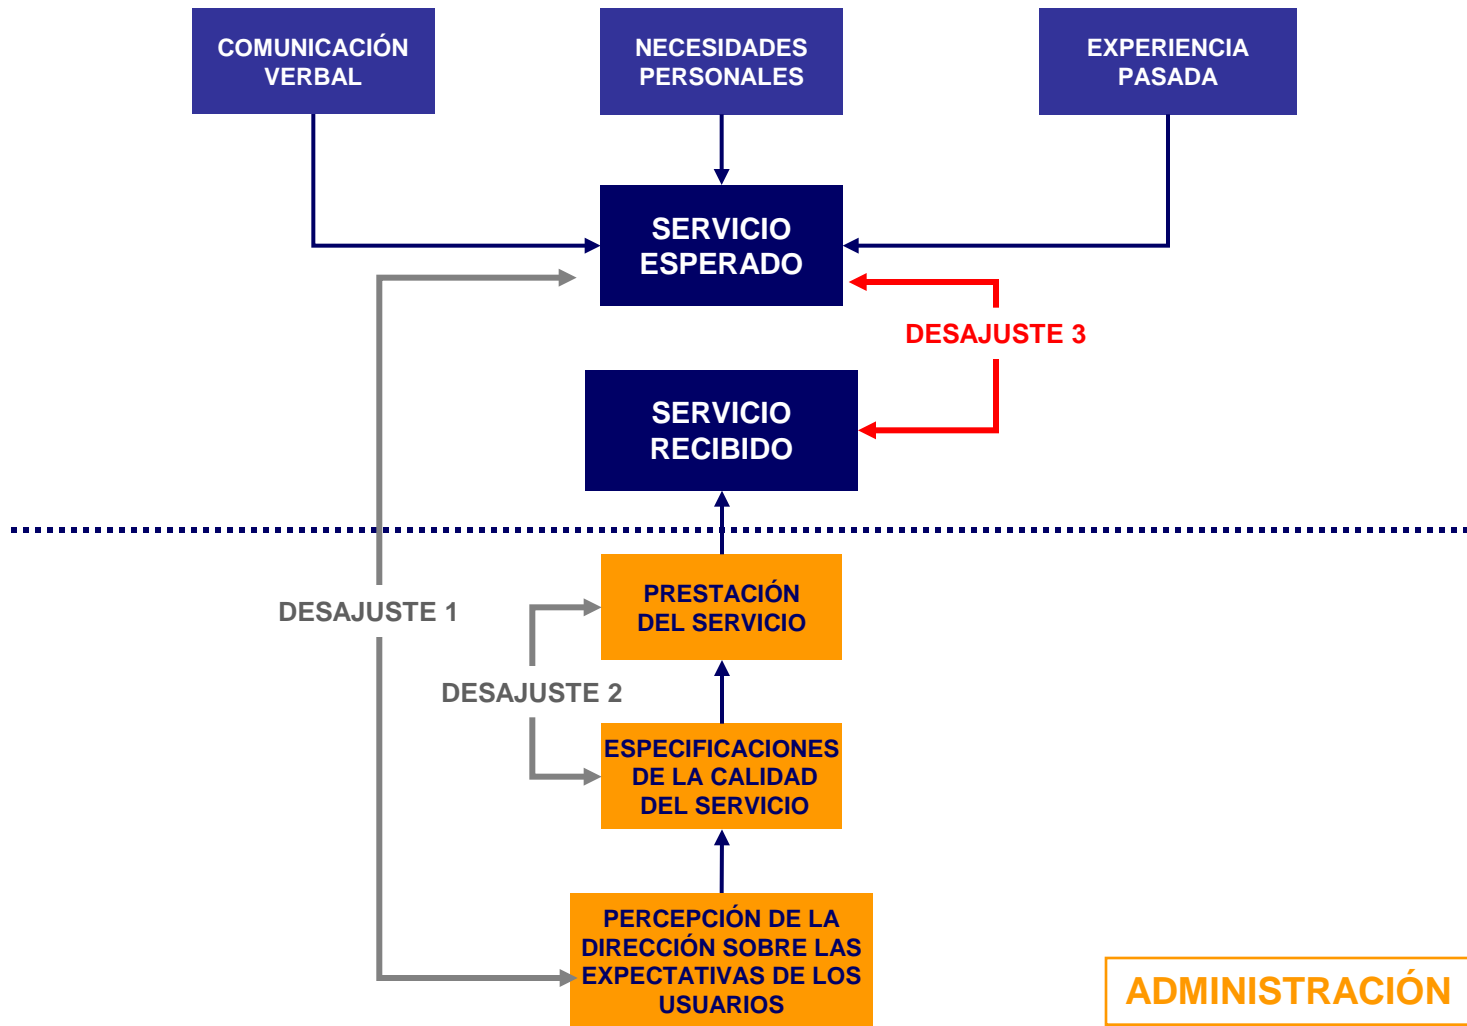 COMUNICACIÓN
VERBAL
NECESIDADES
PERSONALES
EXPERIENCIA
PASADA
SERVICIO
ESPERADO
DESAJUSTE 3
SERVICIO
RECIBIDO
PRESTACIÓN
DEL SERVICIO
DESAJUSTE 1
DESAJUSTE 2
ESPECIFICACIONES
DE LA CALIDAD
DEL SERVICIO
PERCEPCIÓN DE LA
DIRECCIÓN SOBRE LAS
EXPECTATIVAS DE LOS
USUARIOS
ADMINISTRACIÓN